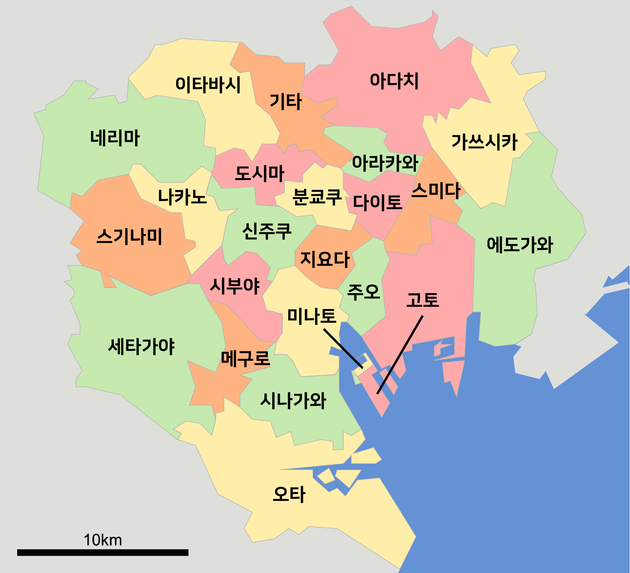 이타바시
기타
아다치
네리마
가쓰시카
아라카와
도시마
나카노
분쿄쿠
다이토
스미다
스기나미
신주쿠
지요다
에도가와
시부야
주오
고토
미나토
세타가야
메구로
시나가와
오타
10km